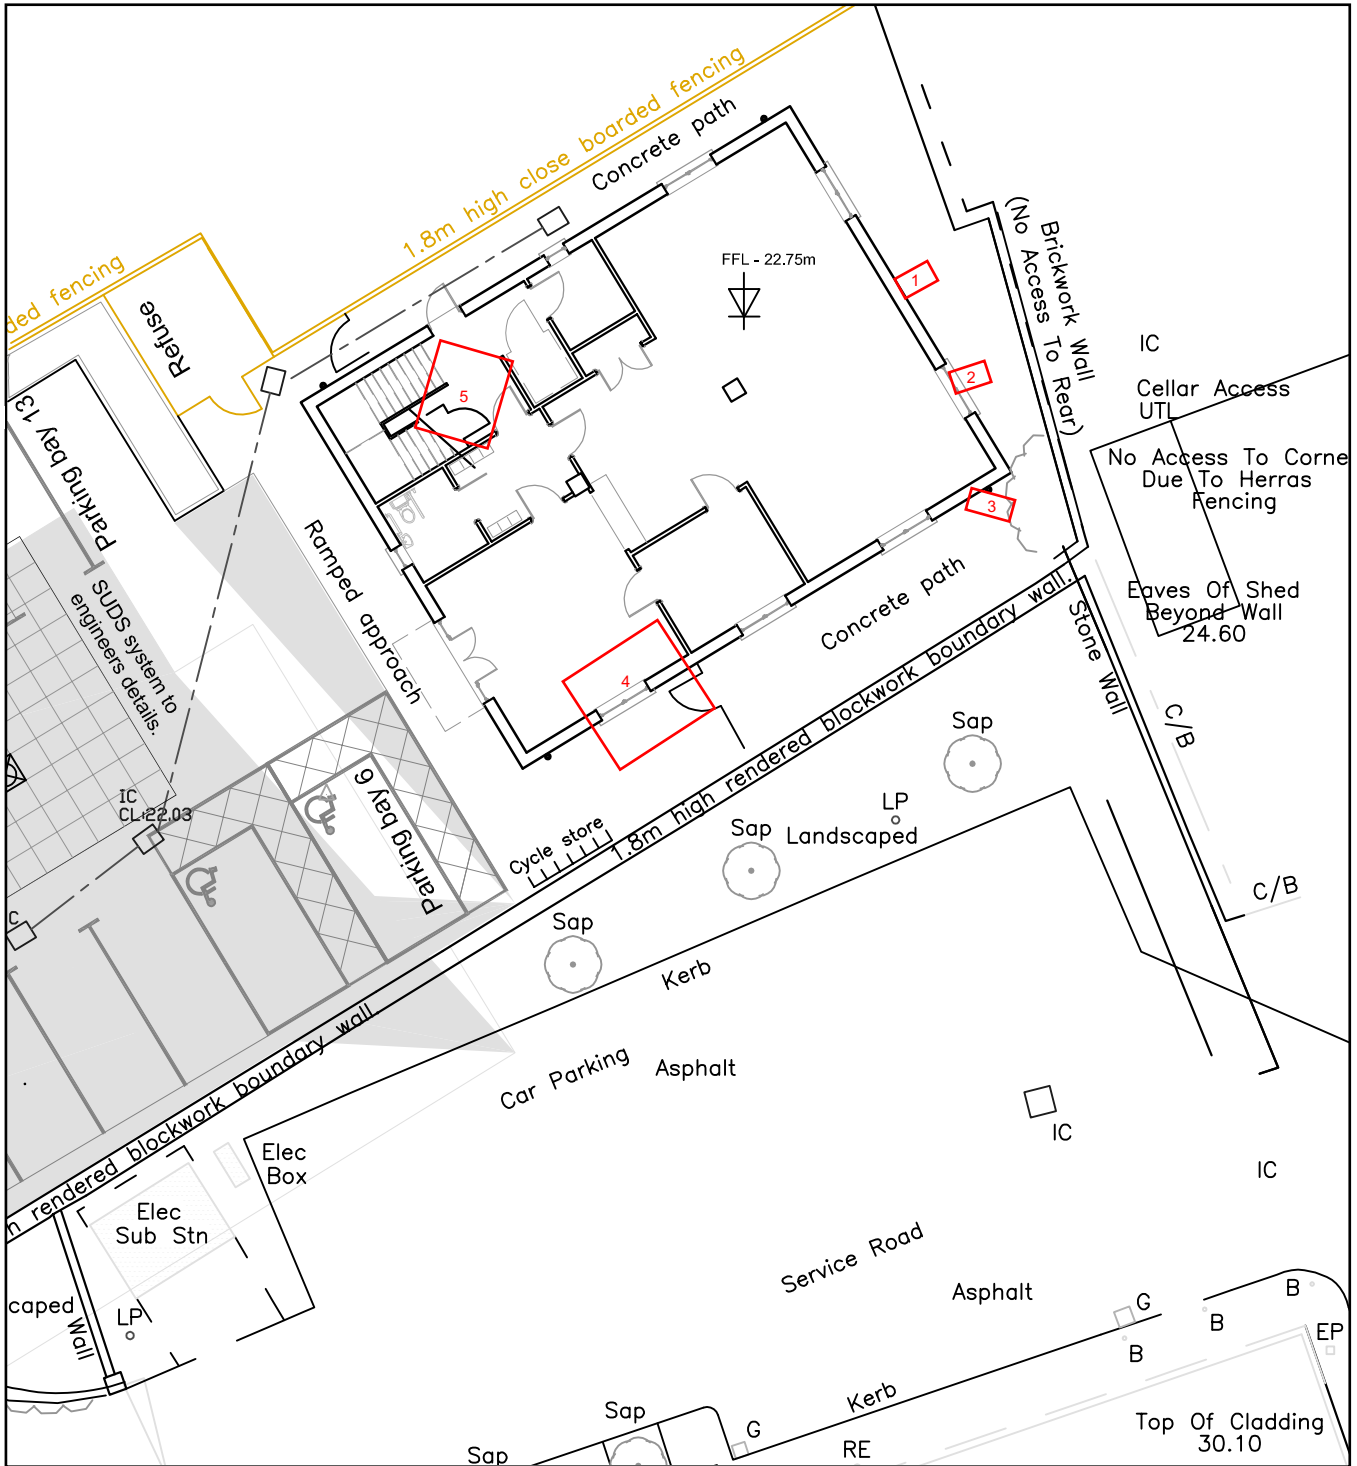 1.8m high close boarded fencing
Concrete path
ded fencing
Refuse
FFL - 22.75m
1
2
3
4
5
Brickwork Wall
(No Access To Rear)
IC
Cellar Access
UTL
No Access To Corne
Due To Herras
Fencing
Eaves Of Shed
Beyond Wall
24.60
Parking bay 13
SUDS system to
engineers details.
Ramped approach
Concrete path
Stone Wall
C/B
C/B
IC
CL:22.03
C
Parking bay 6
Cycle store
1.8m high rendered blockwork boundary wall.
Sap
LP
Landscaped
Sap
Sap
Kerb
Car Parking
Asphalt
IC
IC
n rendered blockwork boundary wall.
Elec
Box
Elec
Sub Stn
Service Road
Asphalt
caped
Wall
LP
G
B
B
B
EP
Kerb
Sap
Sap
G
RE
Top Of Cladding
30.10